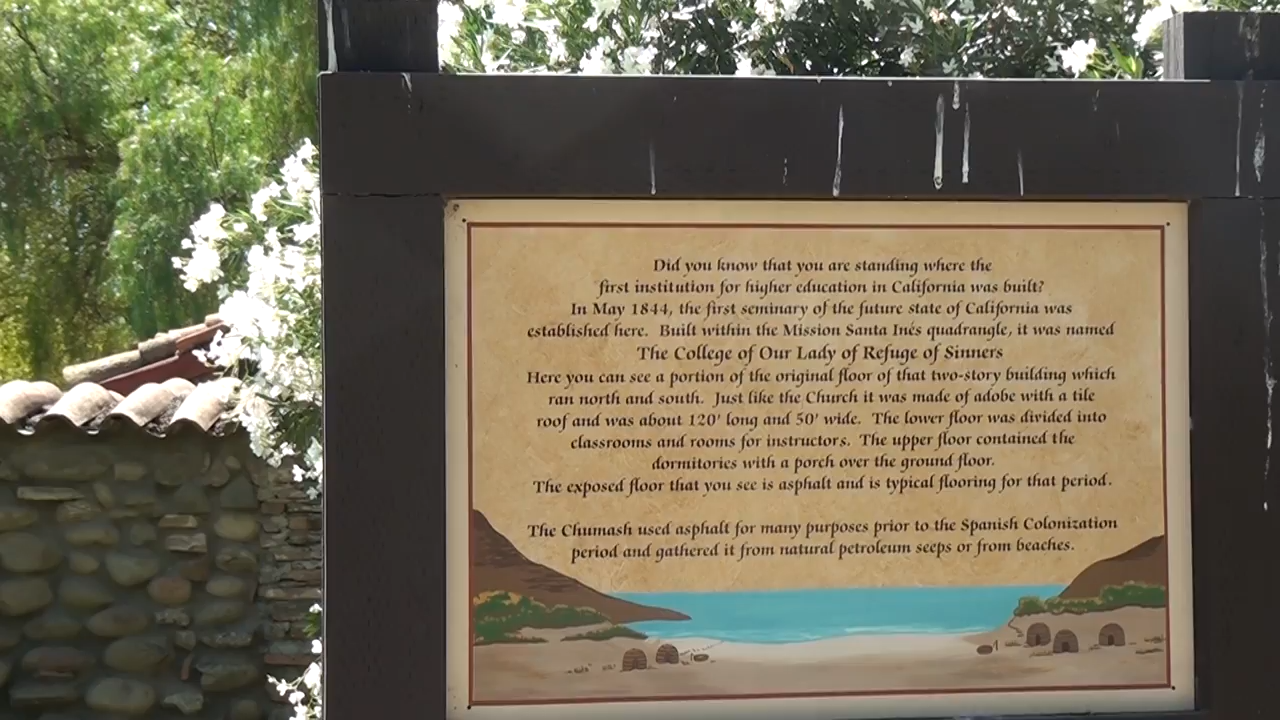 Did you know that you are standing where the
first institution for higher education in California was built?
In May 1844, the first seminary of the future state of California was
established here. Built within the Mission Santa Inés quadrangle, it was named
The College of Our Lady of Refuge of Sinners
Here you can see a portion of the original floor of that two-story building which
ran north and south. Just like the Church it was made of adobe with a tile
roof and was about 120' long and 50' wide. The lower floor was divided into
classrooms and rooms for instructors. The upper floor contained the
dormitories with a porch over the ground floor.
The exposed floor that you see is asphalt and is typical flooring for that period.
The Chumash used asphalt for many purposes prior to the Spanish Colonization
period and gathered it from natural petroleum seeps or from beaches.